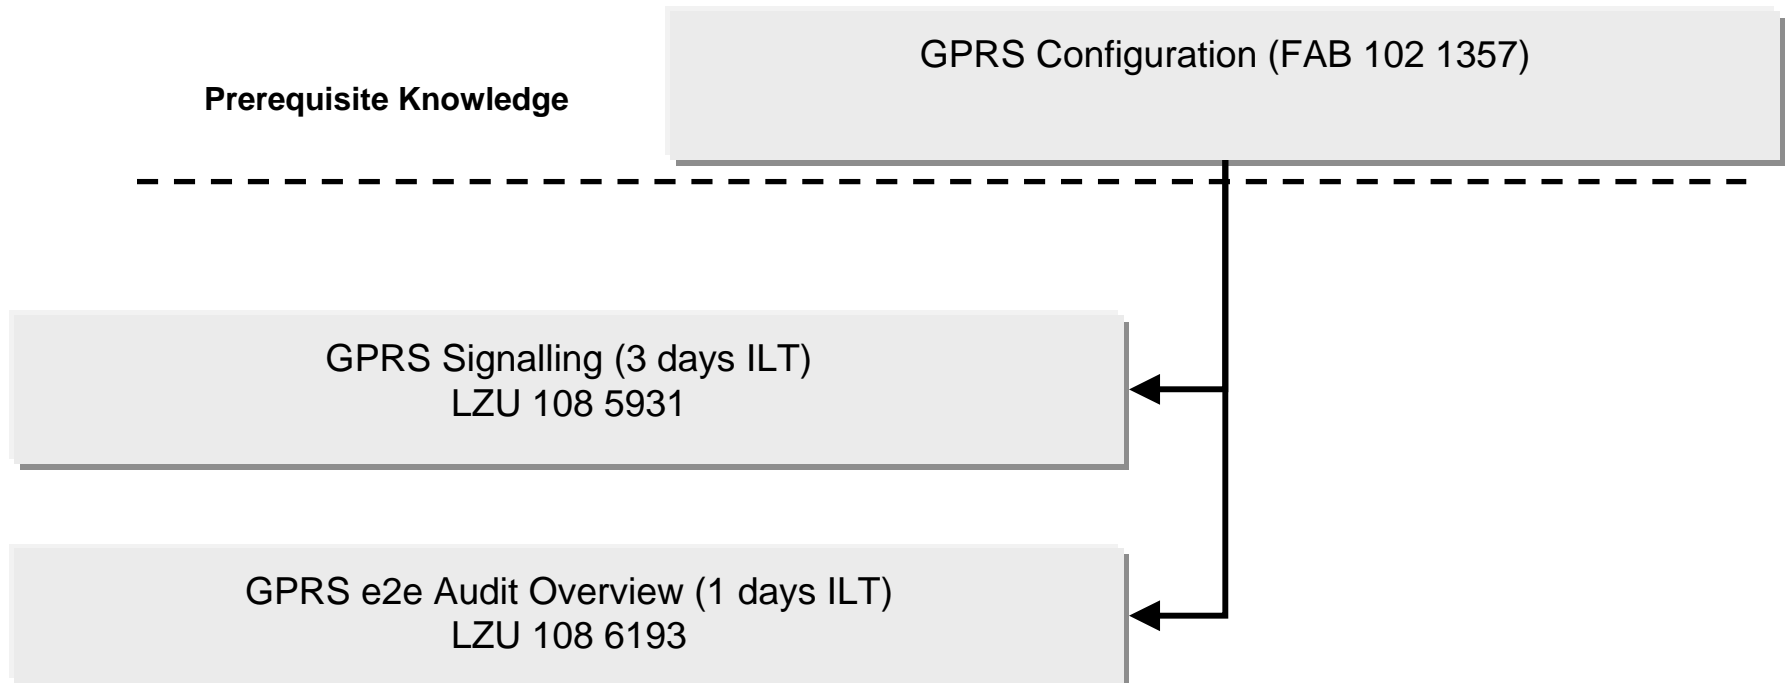 GPRS Configuration (FAB 102 1357)
Prerequisite Knowledge
GPRS Signalling (3 days ILT)
LZU 108 5931
GPRS e2e Audit Overview (1 days ILT)
LZU 108 6193